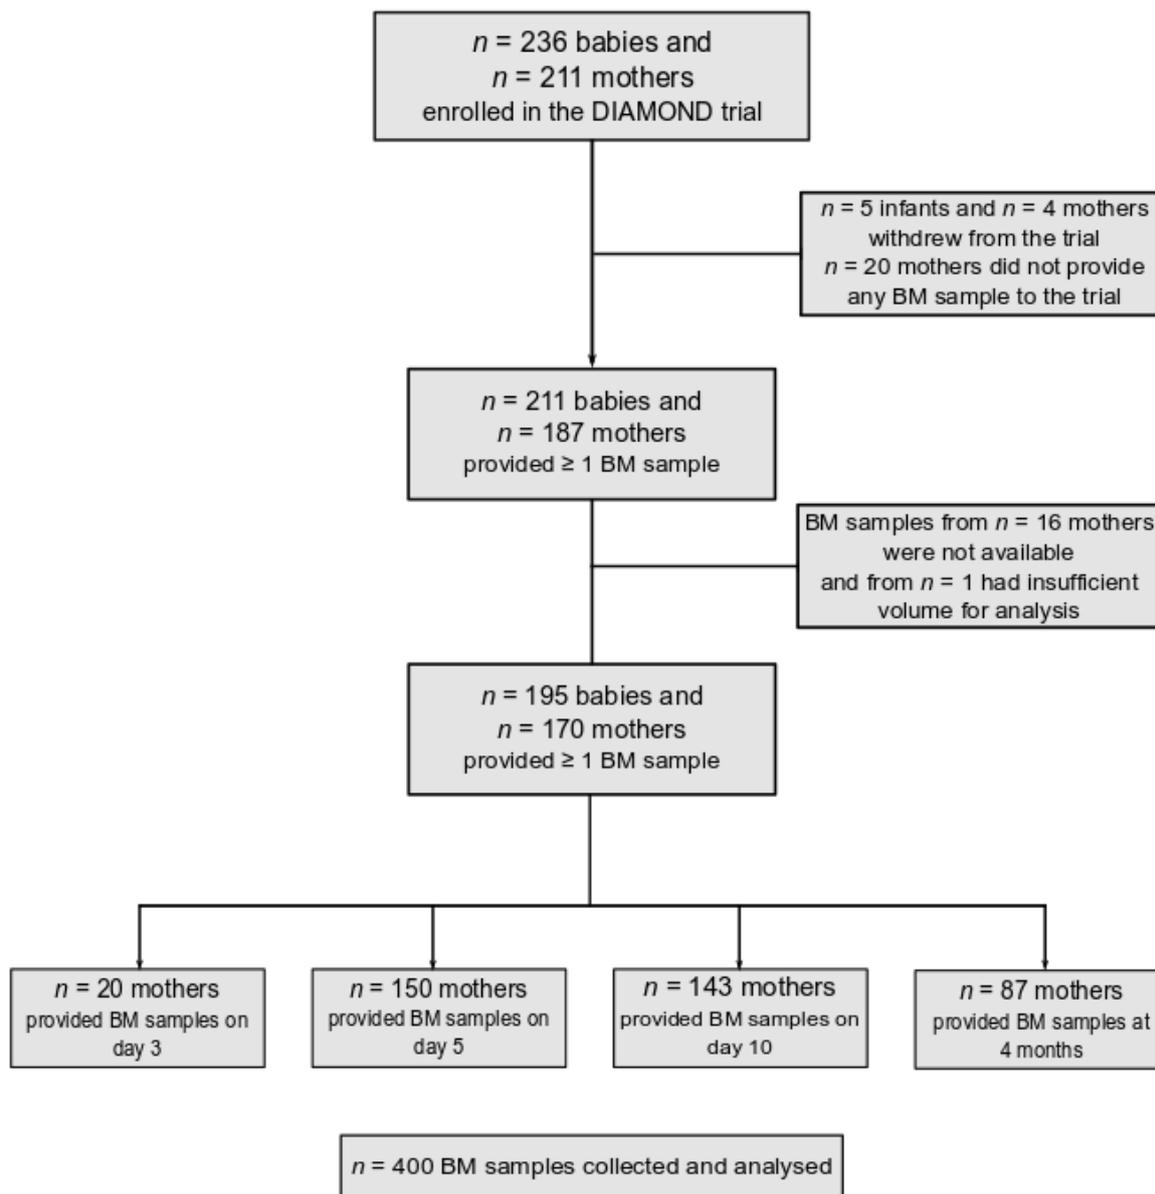 n = 236 babies and
n = 211 mothers
enrolled in the DIAMOND trial
n = 5 infants and n = 4 mothers
withdrew from the trial
n = 20 mothers did not provide
any BM sample to the trial
n = 211 babies and
n = 187 mothers
provided ≥ 1 BM sample
BM samples from n = 16 mothers
were not available
and from n = 1 had insufficient
volume for analysis
n = 195 babies and
n = 170 mothers
provided ≥ 1 BM sample
n = 20 mothers
provided BM samples on
day 3
n = 150 mothers
provided BM samples on
day 5
n = 143 mothers
provided BM samples on
day 10
n = 87 mothers
provided BM samples at
4 months
n = 400 BM samples collected and analysed